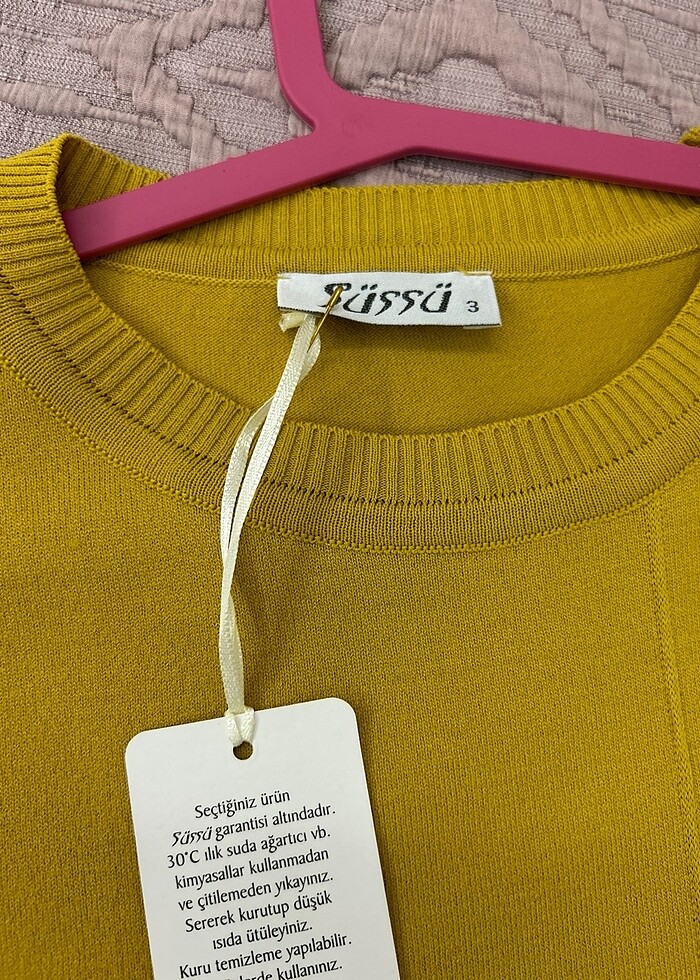 Süssü 3
Seçtiğiniz ürün
Süssü garantisi altındadır.
30°C ılık suda ağartıcı vb.
kimyasallar kullanmadan
ve çitilemeden yıkayınız.
Sererek kurutup düşük
ısıda ütüleyiniz.
Kuru temizleme yapılabilir.
kullanınız.